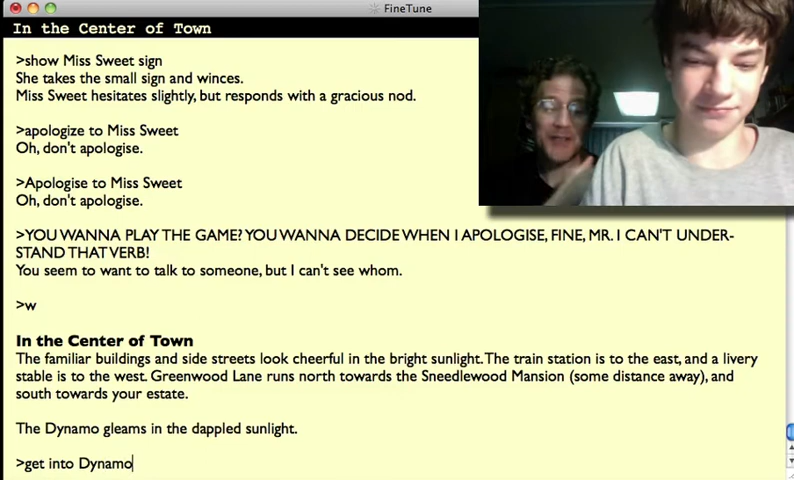 FineTune
In the Center of Town
>show Miss Sweet sign
She takes the small sign and winces.
Miss Sweet hesitates slightly, but responds with a gracious nod.
>apologize to Miss Sweet
Oh, don't apologise.
>Apologise to Miss Sweet
Oh, don't apologise.
>YOU WANNA PLAY THE GAME? YOU WANNA DECIDE WHEN I APOLOGISE, FINE, MR. I CAN'T UNDER-
STAND THAT VERB!
You seem to want to talk to someone, but I can't see whom.
>w
In the Center of Town
The familiar buildings and side streets look cheerful in the bright sunlight. The train station is to the east, and a livery
stable is to the west. Greenwood Lane runs north towards the Sneedlewood Mansion (some distance away), and
south towards your estate.
The Dynamo gleams in the dappled sunlight.
>get into Dynamo